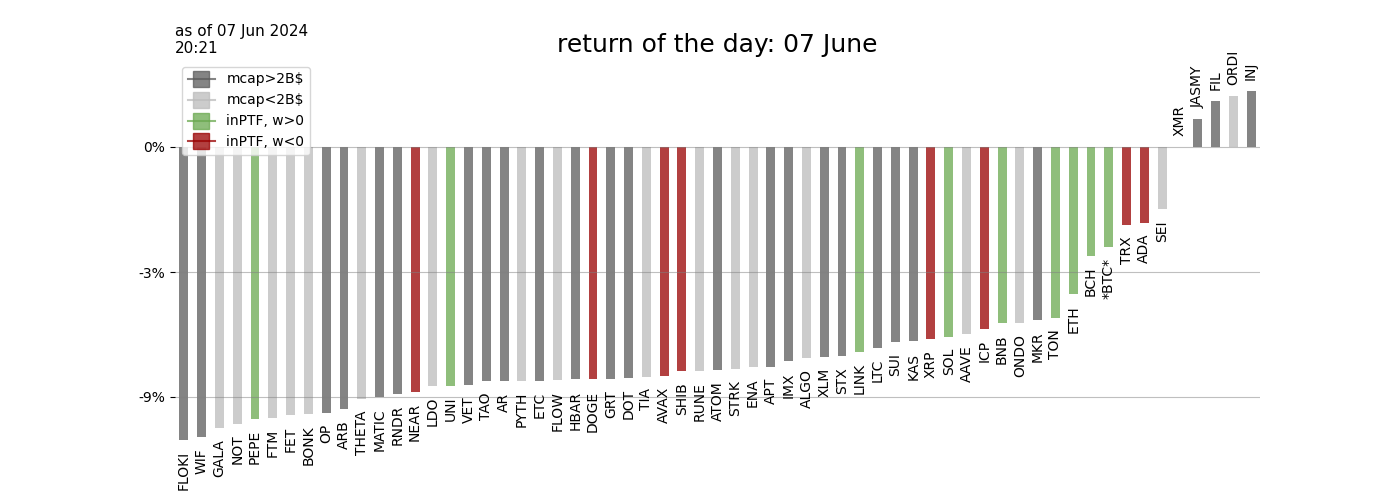 as of 07 Jun 2024
20:21
return of the day: 07 June
mcap>2B$
mcap<2B$
inPTF, w>0
inPTF, w<0
0%
-3%
-9%
FLOKI
WIF
GALA
NOT
PEPE
FTM
FET
BONK
OP
ARB
THETA
MATIC
RNDR
NEAR
LDO
UNI
VET
TAO
AR
PYTH
ETC
FLOW
HBAR
DOGE
GRT
DOT
TIA
AVAX
SHIB
RUNE
ATOM
STRK
ENA
APT
IMX
ALGO
XLM
STX
LINK
LTC
SUI
KAS
XRP
SOL
AAVE
ICP
BNB
ONDO
MKR
TON
ETH
BCH
*BTC*
TRX
ADA
SEI
XMR
JASMY
FIL
ORDI
INJ